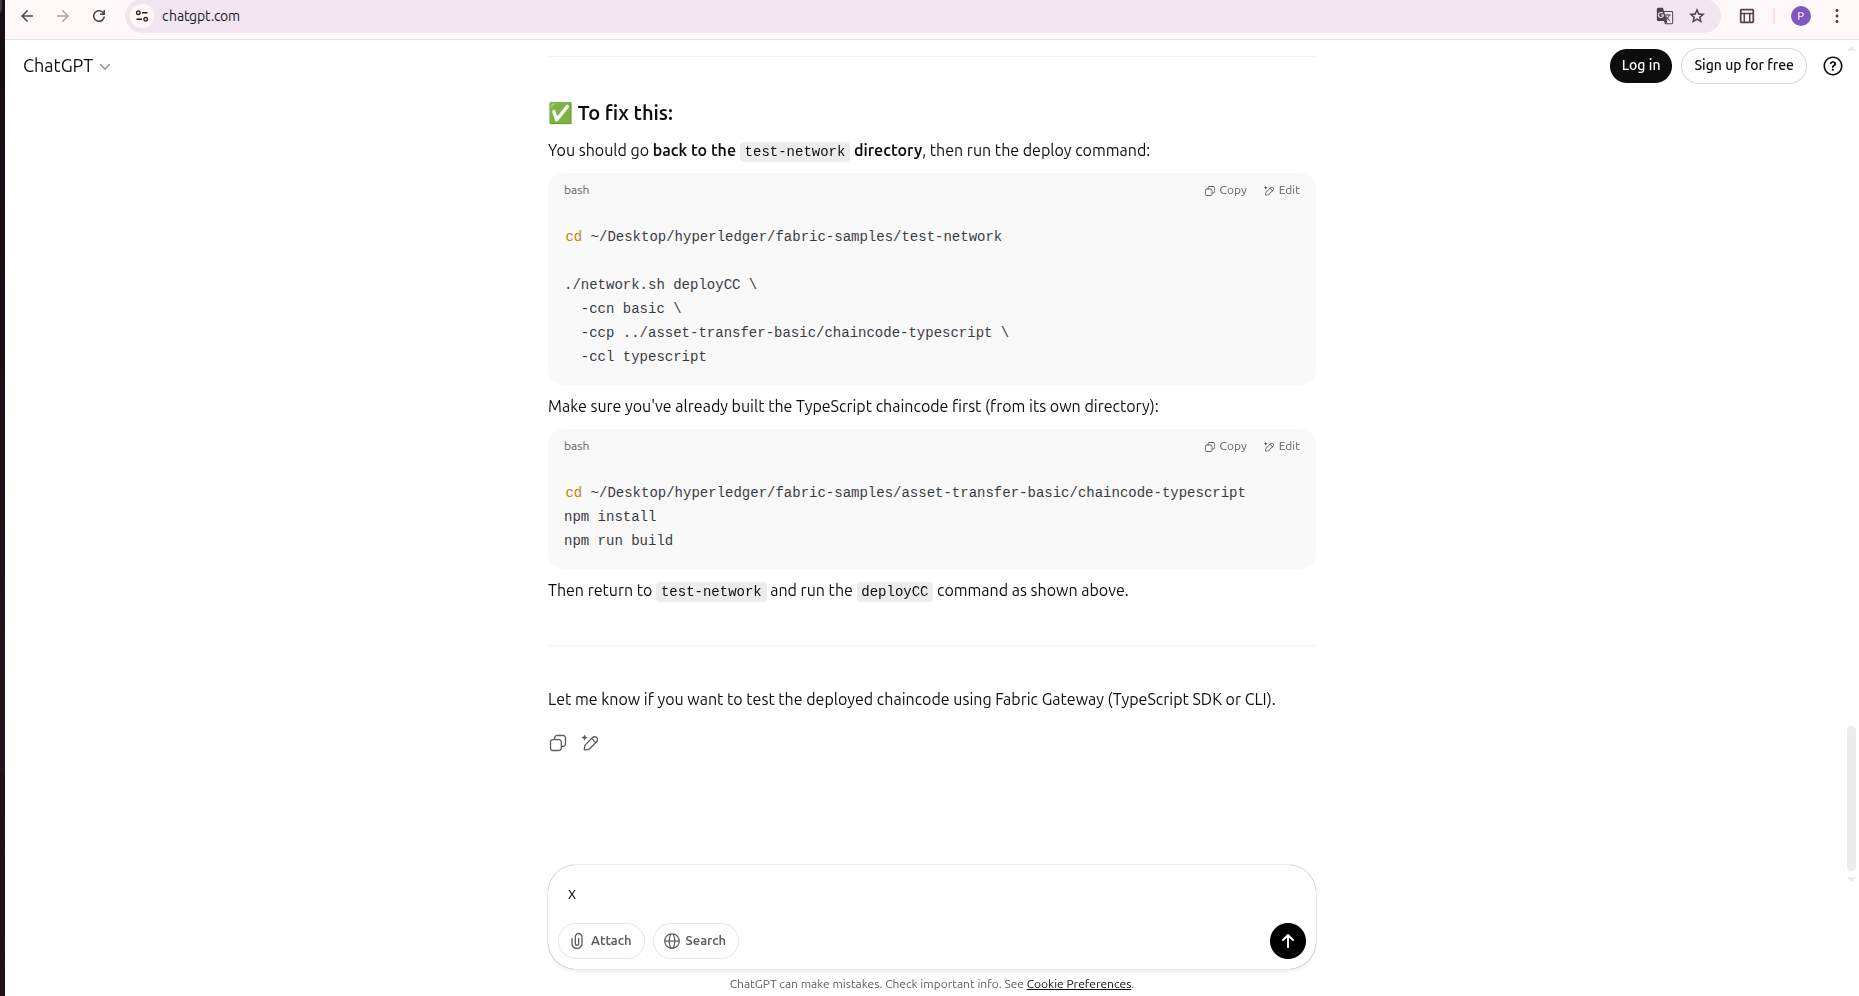 chatgpt.com
P
ChatGPT
Log in
Sign up for free
?
✅ To fix this:
You should go back to the test-network directory, then run the deploy command:
bash
Copy
Edit
cd ~/Desktop/hyperledger/fabric-samples/test-network
./network.sh deployCC \
  -ccn basic \
  -ccp ../asset-transfer-basic/chaincode-typescript \
  -ccl typescript
Make sure you've already built the TypeScript chaincode first (from its own directory):
bash
Copy
Edit
cd ~/Desktop/hyperledger/fabric-samples/asset-transfer-basic/chaincode-typescript
npm install
npm run build
Then return to test-network and run the deployCC command as shown above.
Let me know if you want to test the deployed chaincode using Fabric Gateway (TypeScript SDK or CLI).
x
Attach
Search
ChatGPT can make mistakes. Check important info. See Cookie Preferences.